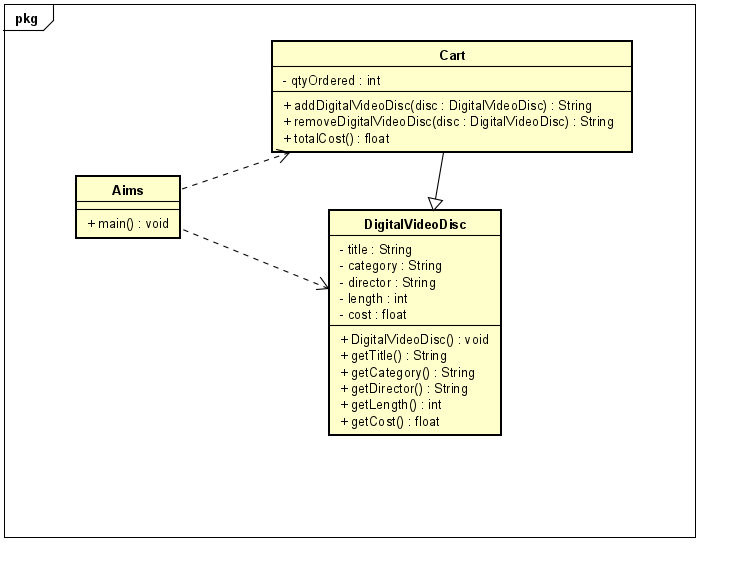 pkg
Cart
- qtyOrdered : int
+ addDigitalVideoDisc(disc : DigitalVideoDisc) : String
+ removeDigitalVideoDisc(disc : DigitalVideoDisc) : String
+ totalCost() : float
Aims
+ main() : void
DigitalVideoDisc
- title : String
- category : String
- director : String
- length : int
- cost : float
+ DigitalVideoDisc() : void
+ getTitle() : String
+ getCategory() : String
+ getDirector() : String
+ getLength() : int
+ getCost() : float